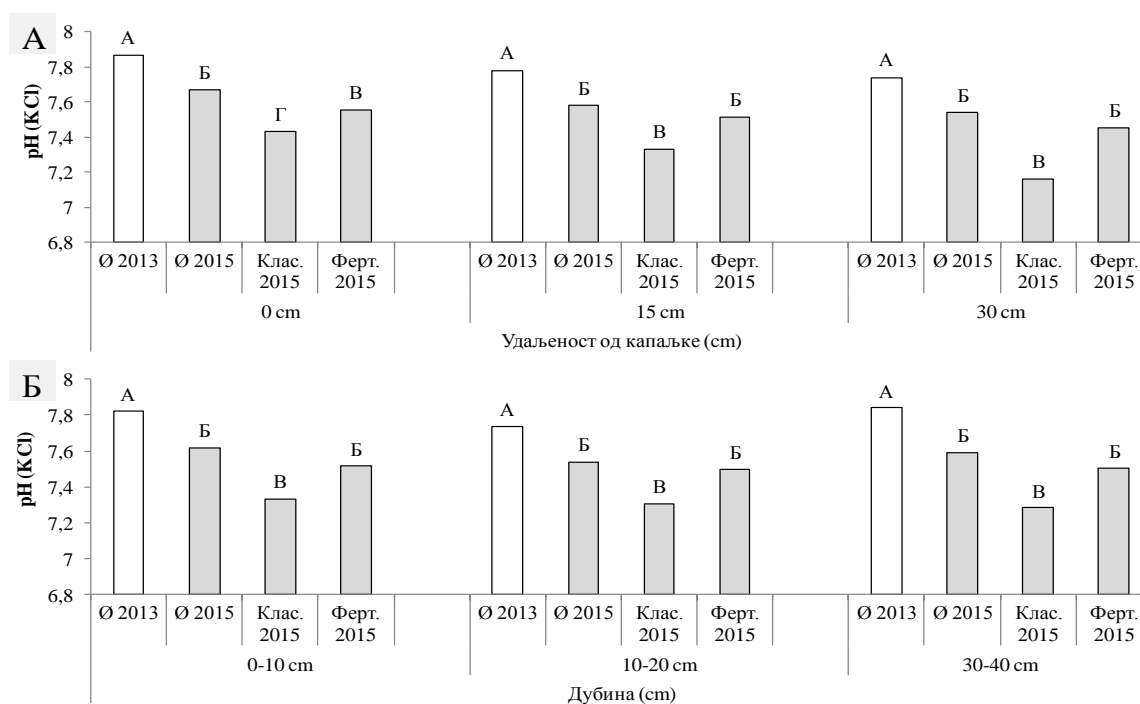 А
pH (KCl)
8
7,8
7,6
7,4
7,2
7
6,8
А
Б
Г
В
А
Б
В
Б
А
Б
В
Б
Ø 2013
Ø 2015
Клас. 2015
Ферт. 2015
Ø 2013
Ø 2015
Клас. 2015
Ферт. 2015
Ø 2013
Ø 2015
Клас. 2015
Ферт. 2015
0 cm
15 cm
30 cm
Удаљеност од капаљке (cm)
Б
pH (KCl)
8
7,8
7,6
7,4
7,2
7
6,8
А
Б
В
Б
А
Б
В
Б
А
Б
В
Б
Ø 2013
Ø 2015
Клас. 2015
Ферт. 2015
Ø 2013
Ø 2015
Клас. 2015
Ферт. 2015
Ø 2013
Ø 2015
Клас. 2015
Ферт. 2015
0-10 cm
10-20 cm
30-40 cm
Дубина (cm)